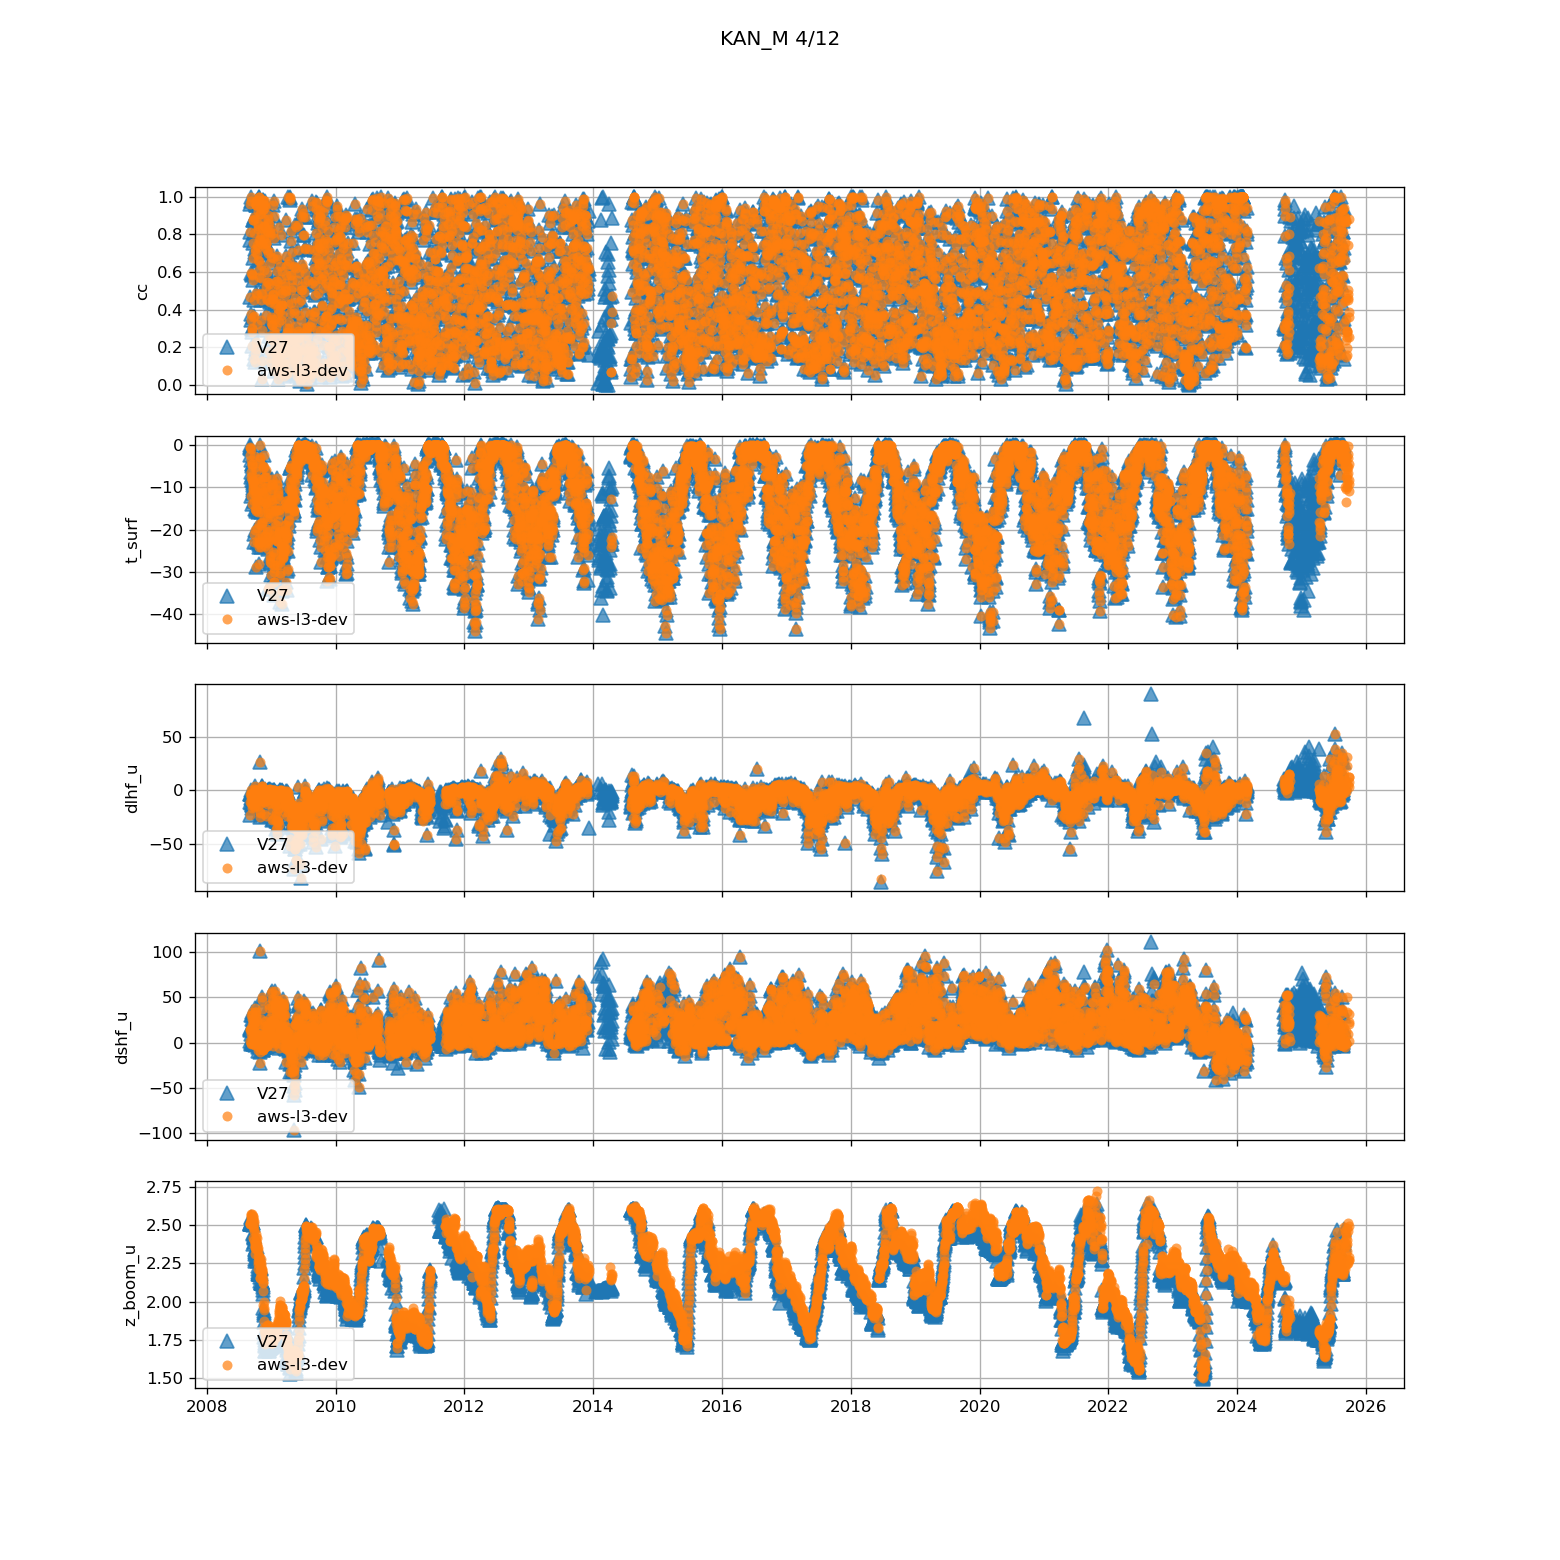 KAN_M 4/12
1.0
0.8
0.6
0.4
0.2
0.0
cc
V27
aws-l3-dev
0
−10
−20
−30
−40
t_surf
V27
aws-l3-dev
50
0
−50
dlhf_u
V27
aws-l3-dev
100
50
0
−50
−100
dshf_u
V27
aws-l3-dev
2.75
2.50
2.25
2.00
1.75
1.50
z_boom_u
V27
aws-l3-dev
2008 2010 2012 2014 2016 2018 2020 2022 2024 2026